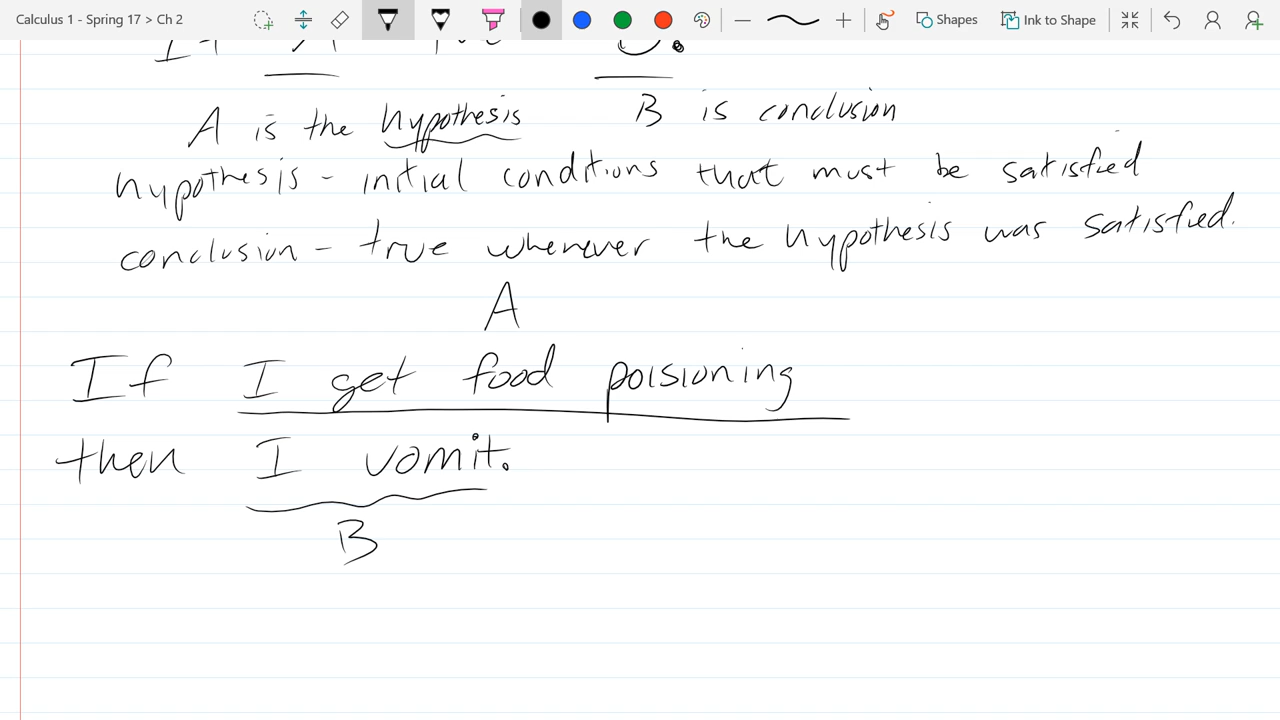 Calculus 1 - Spring 17 > Ch 2
Shapes
Ink to Shape
If A B.
A is the hypothesis B is conclusion
hypothesis - initial conditions that must be satisfied
conclusion - true whenever the hypothesis was satisfied.
A
If I get food poisioning
then I vomit.
B